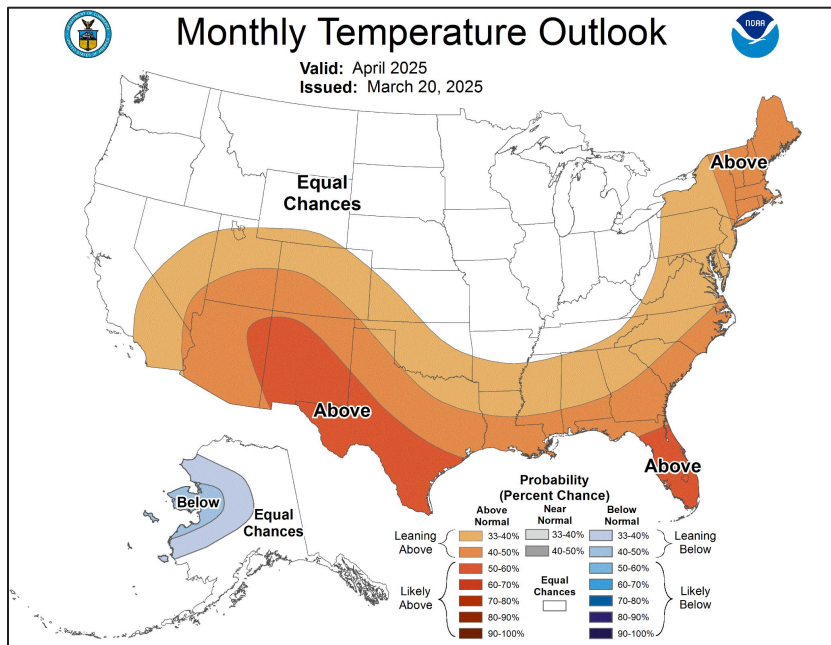 Monthly Temperature Outlook
NOAA
Valid: April 2025
Issued: March 20, 2025
Above
Equal
Chances
Above
Above
Below
Equal
Chances
Probability
(Percent Chance)
Above
Normal
Near
Normal
Below
Normal
Leaning
Above
33-40%
40-50%
50-60%
60-70%
70-80%
80-90%
90-100%
Likely
Above
33-40%
40-50%
Equal
Chances
33-40%
40-50%
50-60%
60-70%
70-80%
80-90%
90-100%
Leaning
Below
Likely
Below